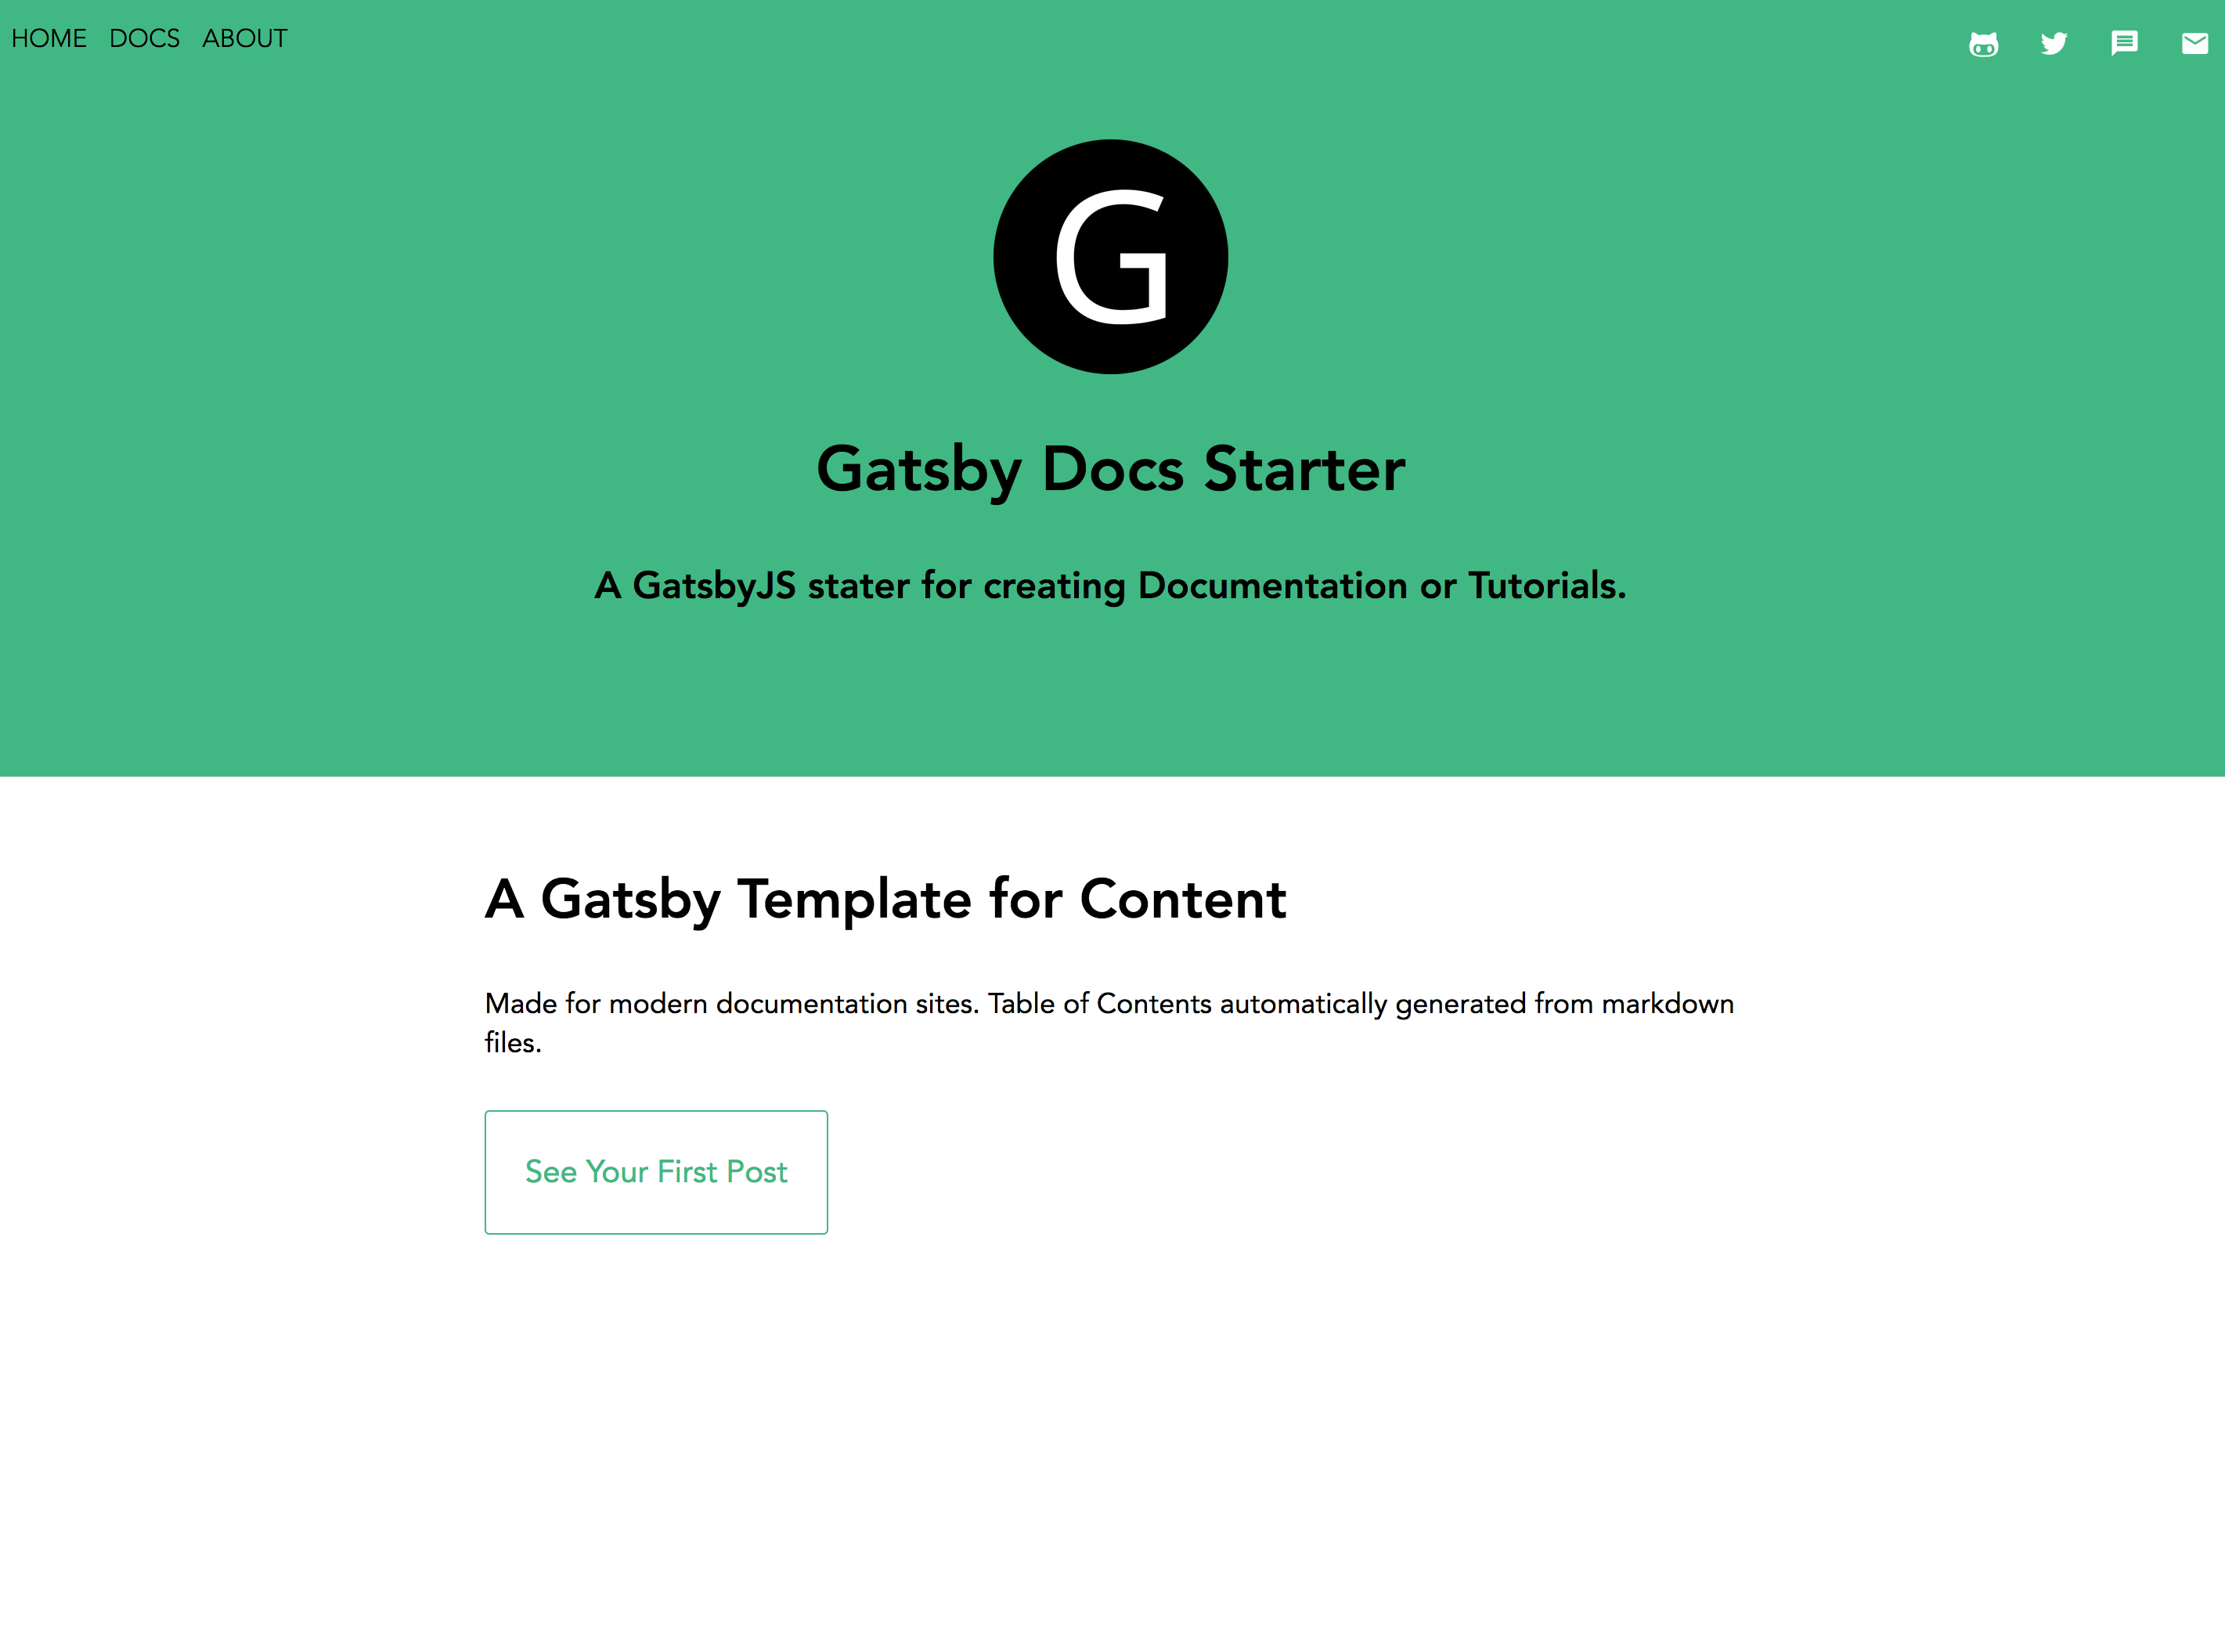 HOME DOCS ABOUT
G
Gatsby Docs Starter
A GatsbyJS stater for creating Documentation or Tutorials.
A Gatsby Template for Content
Made for modern documentation sites. Table of Contents automatically generated from markdown
files.
See Your First Post